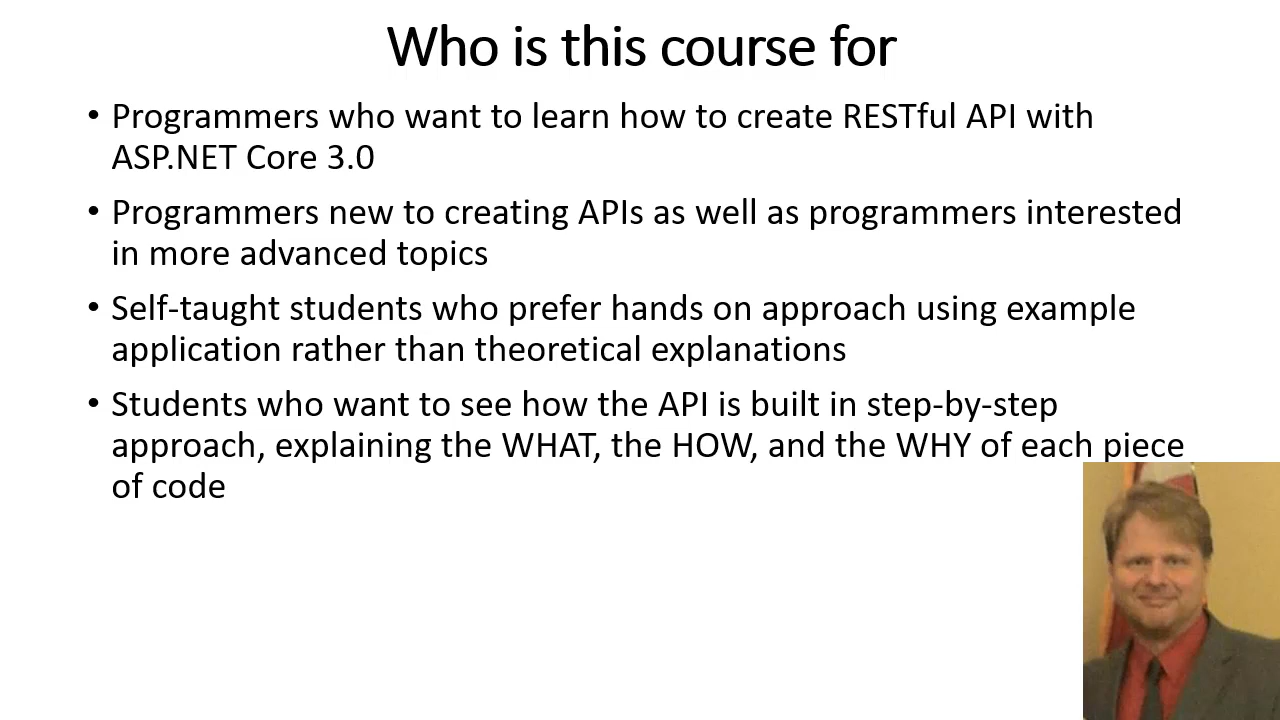 Who is this course for
• Programmers who want to learn how to create RESTful API with
ASP.NET Core 3.0
• Programmers new to creating APIs as well as programmers interested
in more advanced topics
• Self-taught students who prefer hands on approach using example
application rather than theoretical explanations
• Students who want to see how the API is built in step-by-step
approach, explaining the WHAT, the HOW, and the WHY of each piece
of code